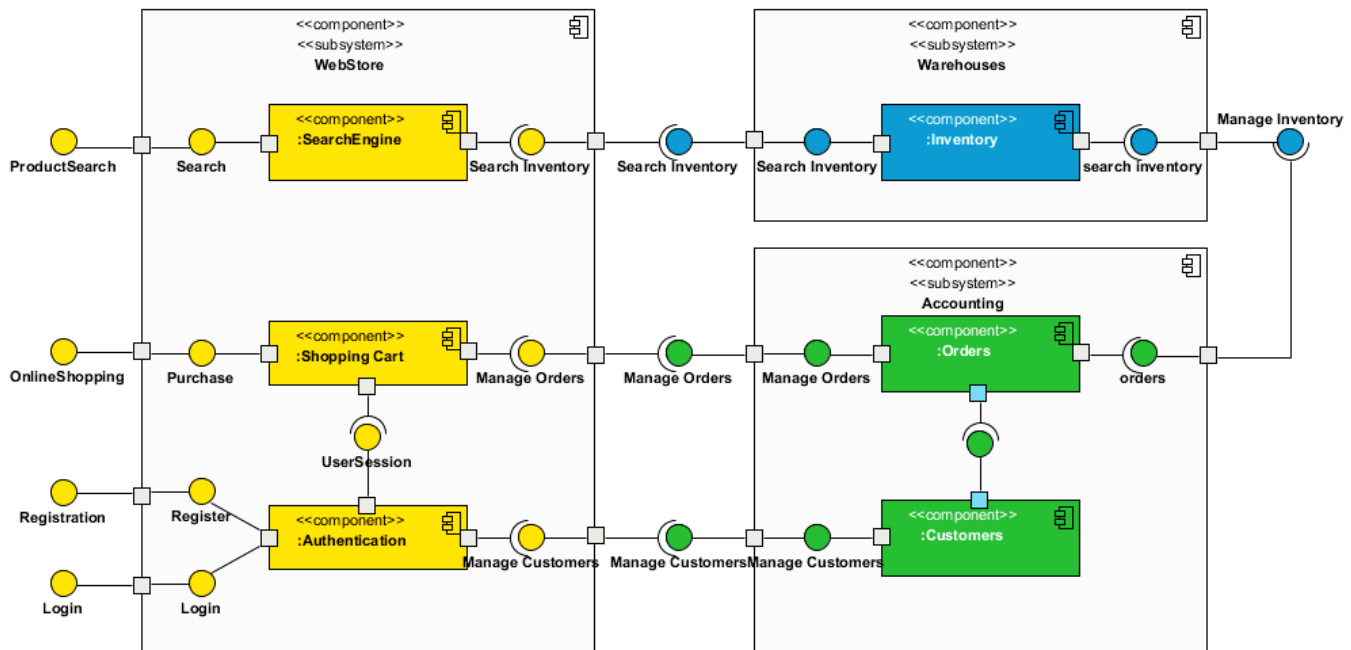 <<component>>
<<subsystem>>
WebStore
<<component>>
<<subsystem>>
Warehouses
<<component>>
:SearchEngine
<<component>>
:Inventory
Manage Inventory
ProductSearch
Search
Search Inventory
Search Inventory
Search Inventory
search inventory
<<component>>
<<subsystem>>
Accounting
<<component>>
:Shopping Cart
<<component>>
:Orders
OnlineShopping
Purchase
Manage Orders
Manage Orders
Manage Orders
orders
UserSession
Registration
Register
<<component>>
:Authentication
<<component>>
:Customers
Manage Customers
Manage Customers
Manage Customers
Login
Login